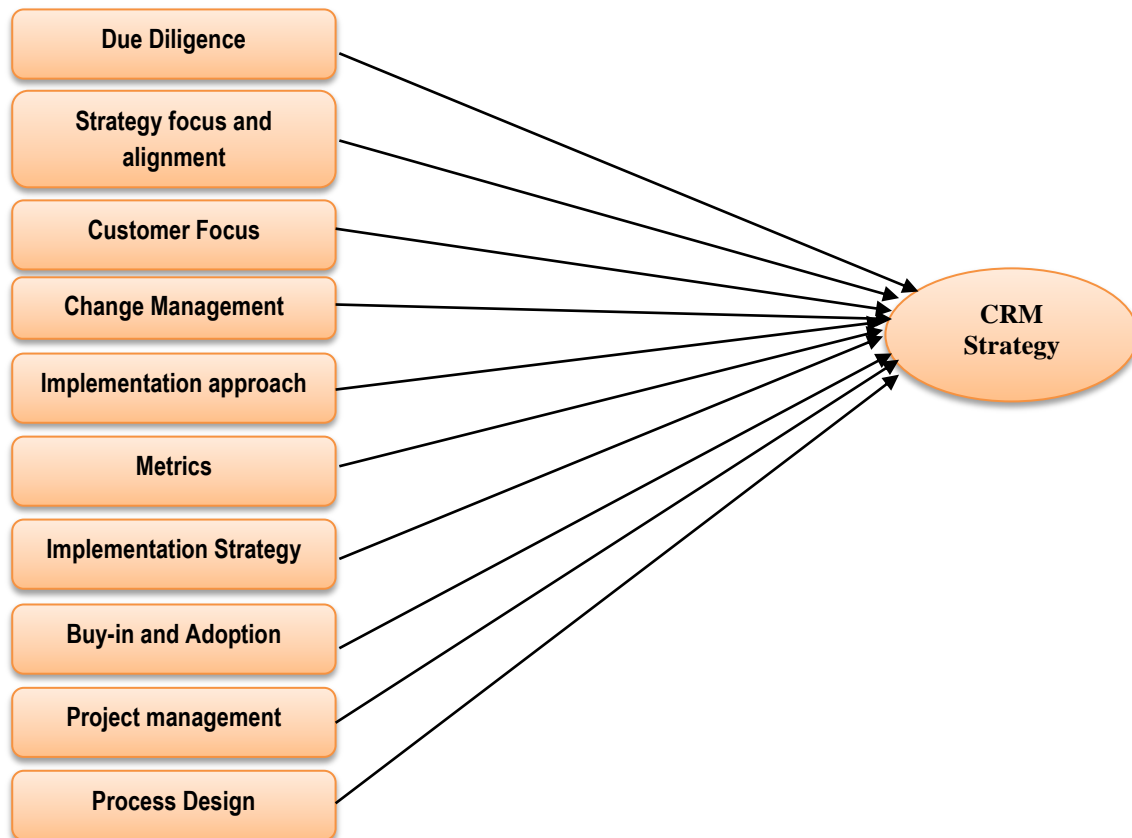 Due Diligence
Strategy focus and
alignment
Customer Focus
Change Management
Implementation approach
Metrics
Implementation Strategy
Buy-in and Adoption
Project management
Process Design
CRM
Strategy